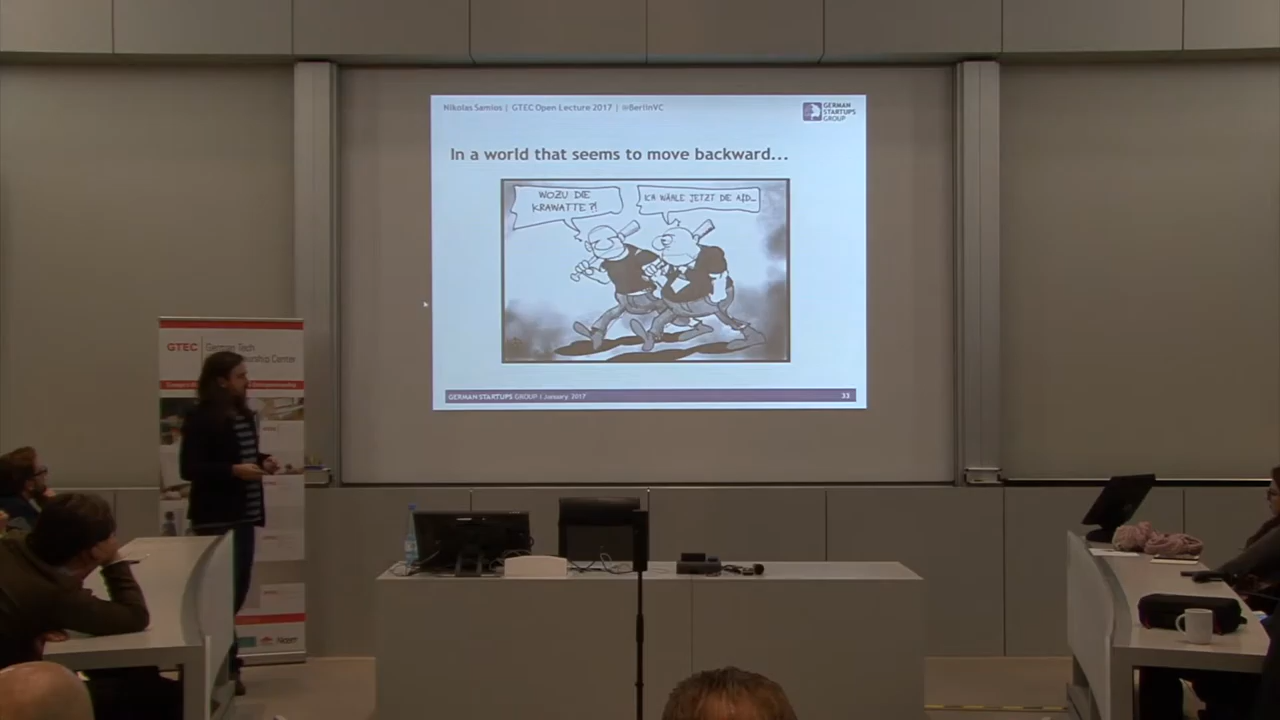 Nikolas Samios | GTEC Open Lecture 2017 | @BerlinVC
GERMAN
STARTUPS
GROUP
In a world that seems to move backward...
WOZU DIE
KRAWATTE?!
ICH WÄHLE JETZT DIE AfD...
GERMAN STARTUPS GROUP | January 2017
33
GTEC
German Tech
Center